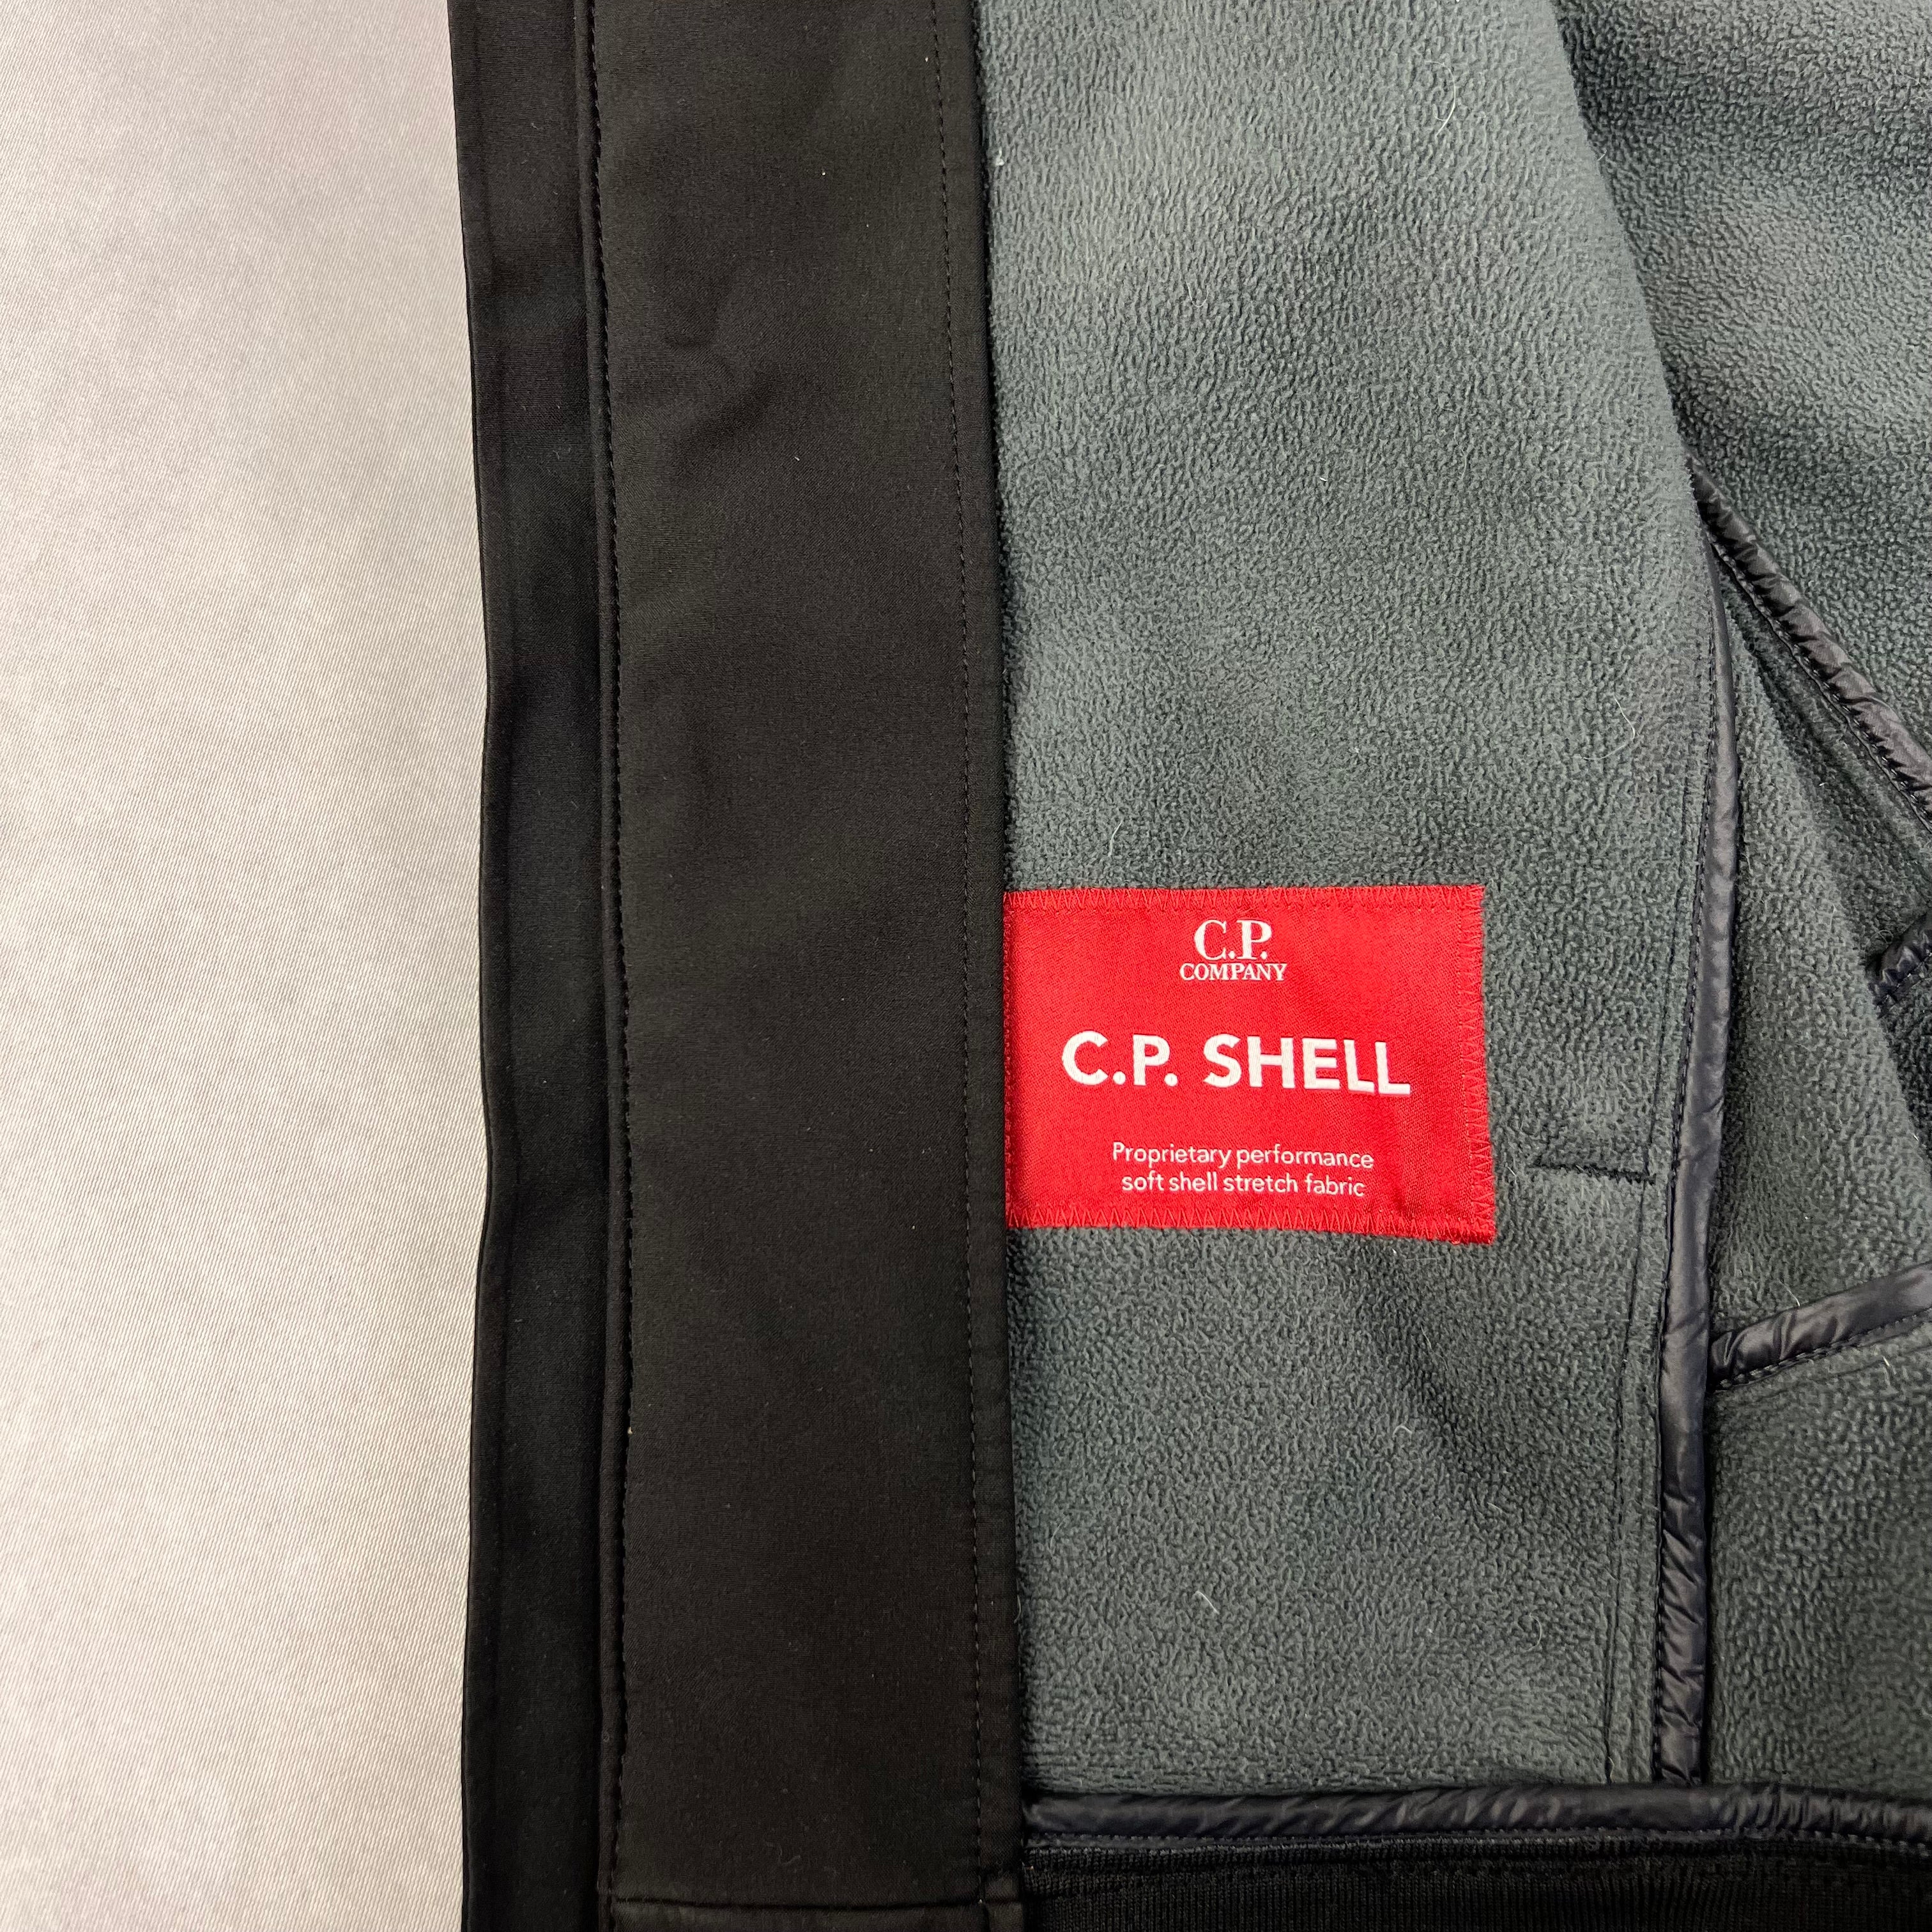 C.P.
COMPANY
C.P. SHELL
Proprietary performance
soft shell stretch fabric